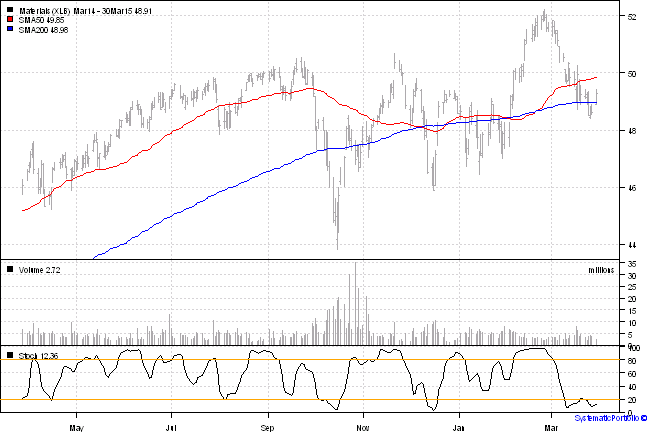 Materials (XLB) Mar14 - 30Mar15 48.91
SMA50 49.85
SMA200 48.98
52
50
48
46
44
Volume 2.72
millions
35
30
25
20
15
10
5
0
Stoch 12.36
100
80
60
40
20
0
May
Jul
Sep
Nov
Jan
Mar
SystematicPortfolio ©